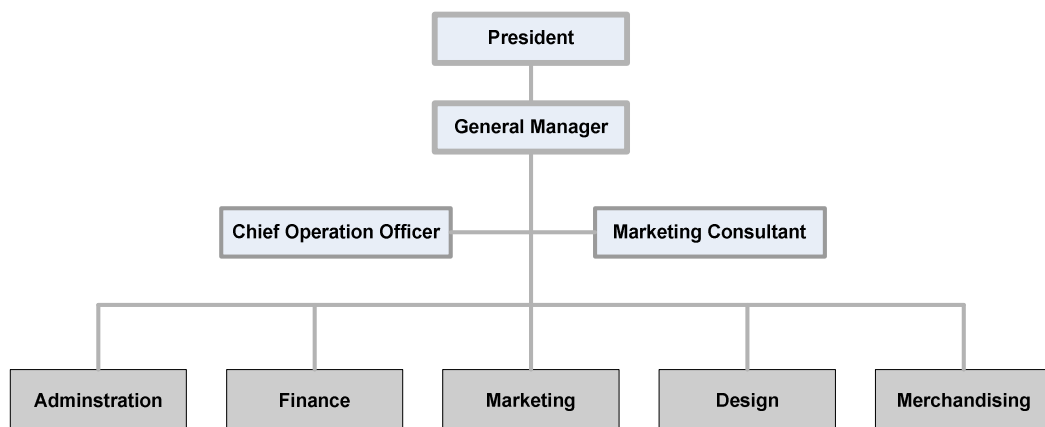 President
General Manager
Chief Operation Officer
Marketing Consultant
Adminstration
Finance
Marketing
Design
Merchandising